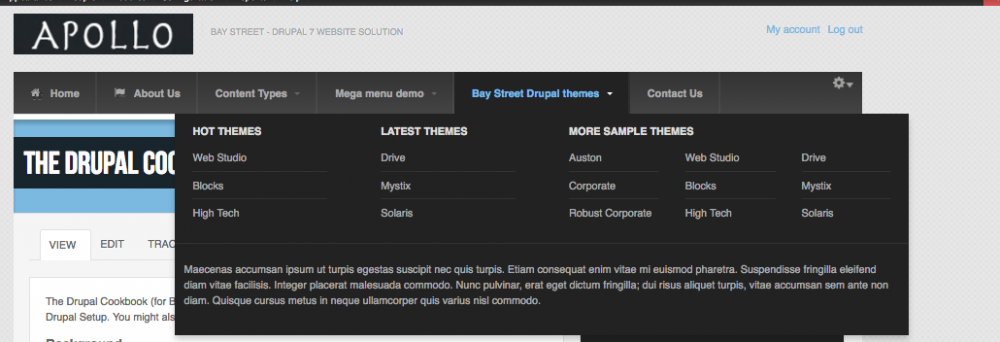 APOLLO
BAY STREET - DRUPAL 7 WEBSITE SOLUTION
My account Log out
Home About Us Content Types Mega menu demo Bay Street Drupal themes Contact Us
HOT THEMES LATEST THEMES MORE SAMPLE THEMES
Web Studio Drive Auston Web Studio Drive
Blocks Mystix Corporate Blocks Mystix
High Tech Solaris Robust Corporate High Tech Solaris
THE DRUPAL COO
VIEW EDIT TRAC
Maecenas accumsan ipsum ut turpis egestas suscipit nec quis turpis. Etiam consequat enim vitae mi euismod pharetra. Suspendisse fringilla eleifend
diam vitae facilisis. Integer placerat malesuada commodo. Nunc pulvinar, erat eget dictum fringilla; dui risus aliquet turpis, vitae accumsan sem ante non
diam. Quisque cursus metus in neque ullamcorper quis varius nisl commodo.
The Drupal Cookbook (for B
Drupal Setup. You might als
Background